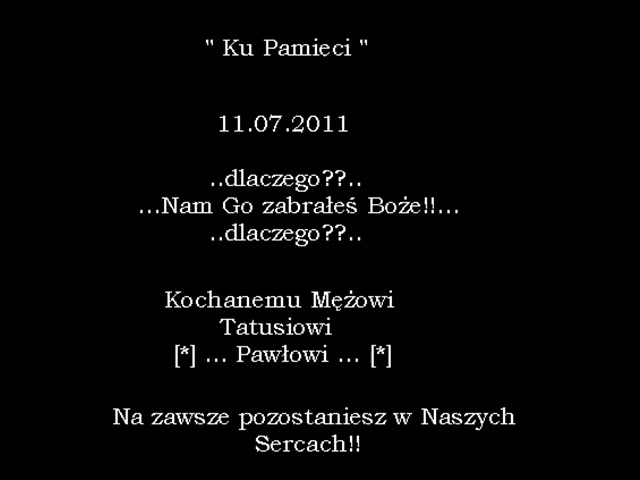 " Ku Pamięci "
11.07.2011
..dlaczego??..
...Nam Go zabrałeś Boże!!...
..dlaczego??..
Kochanemu Mężowi
Tatusiowi
[*] ... Pawłowi ... [*]
Na zawsze pozostaniesz w Naszych
Sercach!!